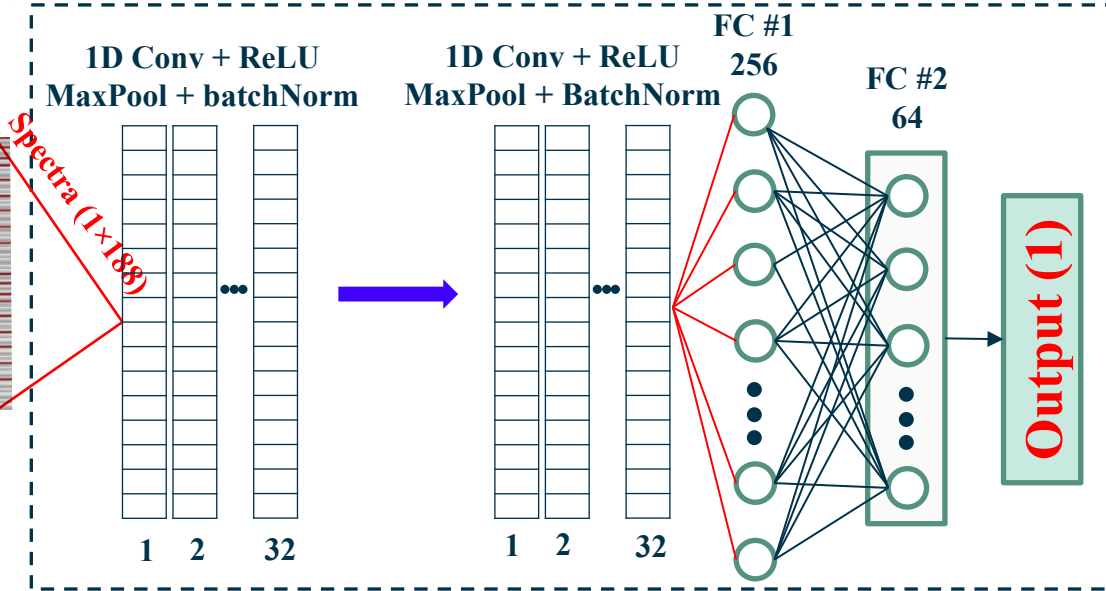 Spectra (1×188)
1D Conv + ReLU
MaxPool + batchNorm
1 2 32
1D Conv + ReLU
MaxPool + BatchNorm
1 2 32
FC #1
256
FC #2
64
Output (1)